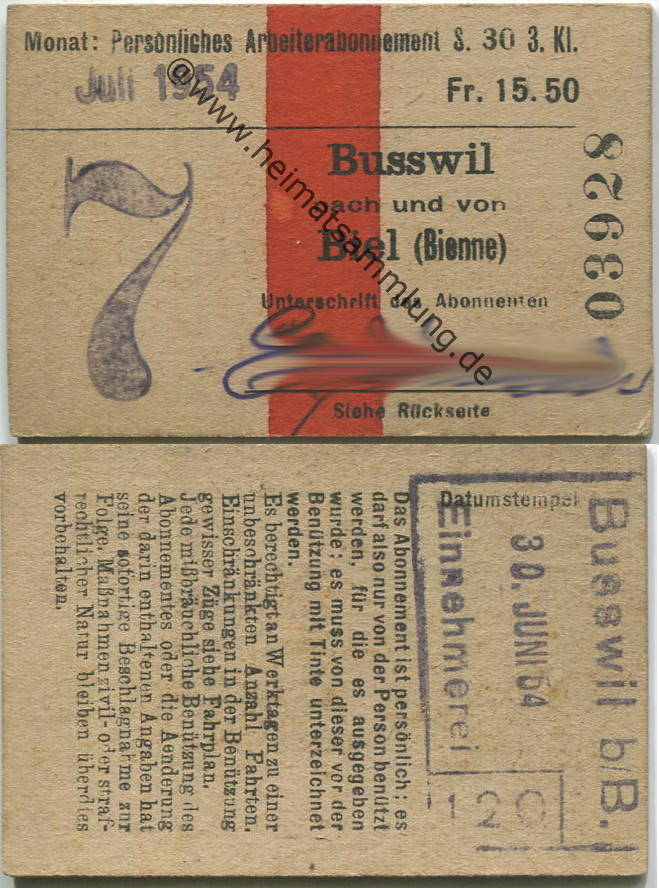 Monat: Persönliches Arbeiterabonnement S. 30 3. Kl.
Juli 1954
Fr. 15.50
7
Busswil
nach und von
Biel (Bienne)
03928
Unterschrift des Abonnenten
Siehe Rückseite
@www.heimatsammlung.de
Datumstempel
Busswil b/B.
30. JUNI 54
Einnehmerei
Das Abonnement ist persönlich; es
darf also nur von der Person benützt
werden, für die es ausgegeben
wurde; es muss von dieser vor der
Benützung mit Tinte unterzeichnet
werden.
Es berechtigt an Werktagen zu einer
unbeschränkten Anzahl Fahrten.
Einschränkungen in der Benützung
gewisser Züge siehe Fahrplan.
Jede mißbräuchliche Benützung des
Abonnementes oder die Aenderung
der darin enthaltenen Angaben hat
seine sofortige Beschlagnahme zur
Folge. Maßnahmen zivil- oder straf-
rechtlicher Natur bleiben überdies
vorbehalten.